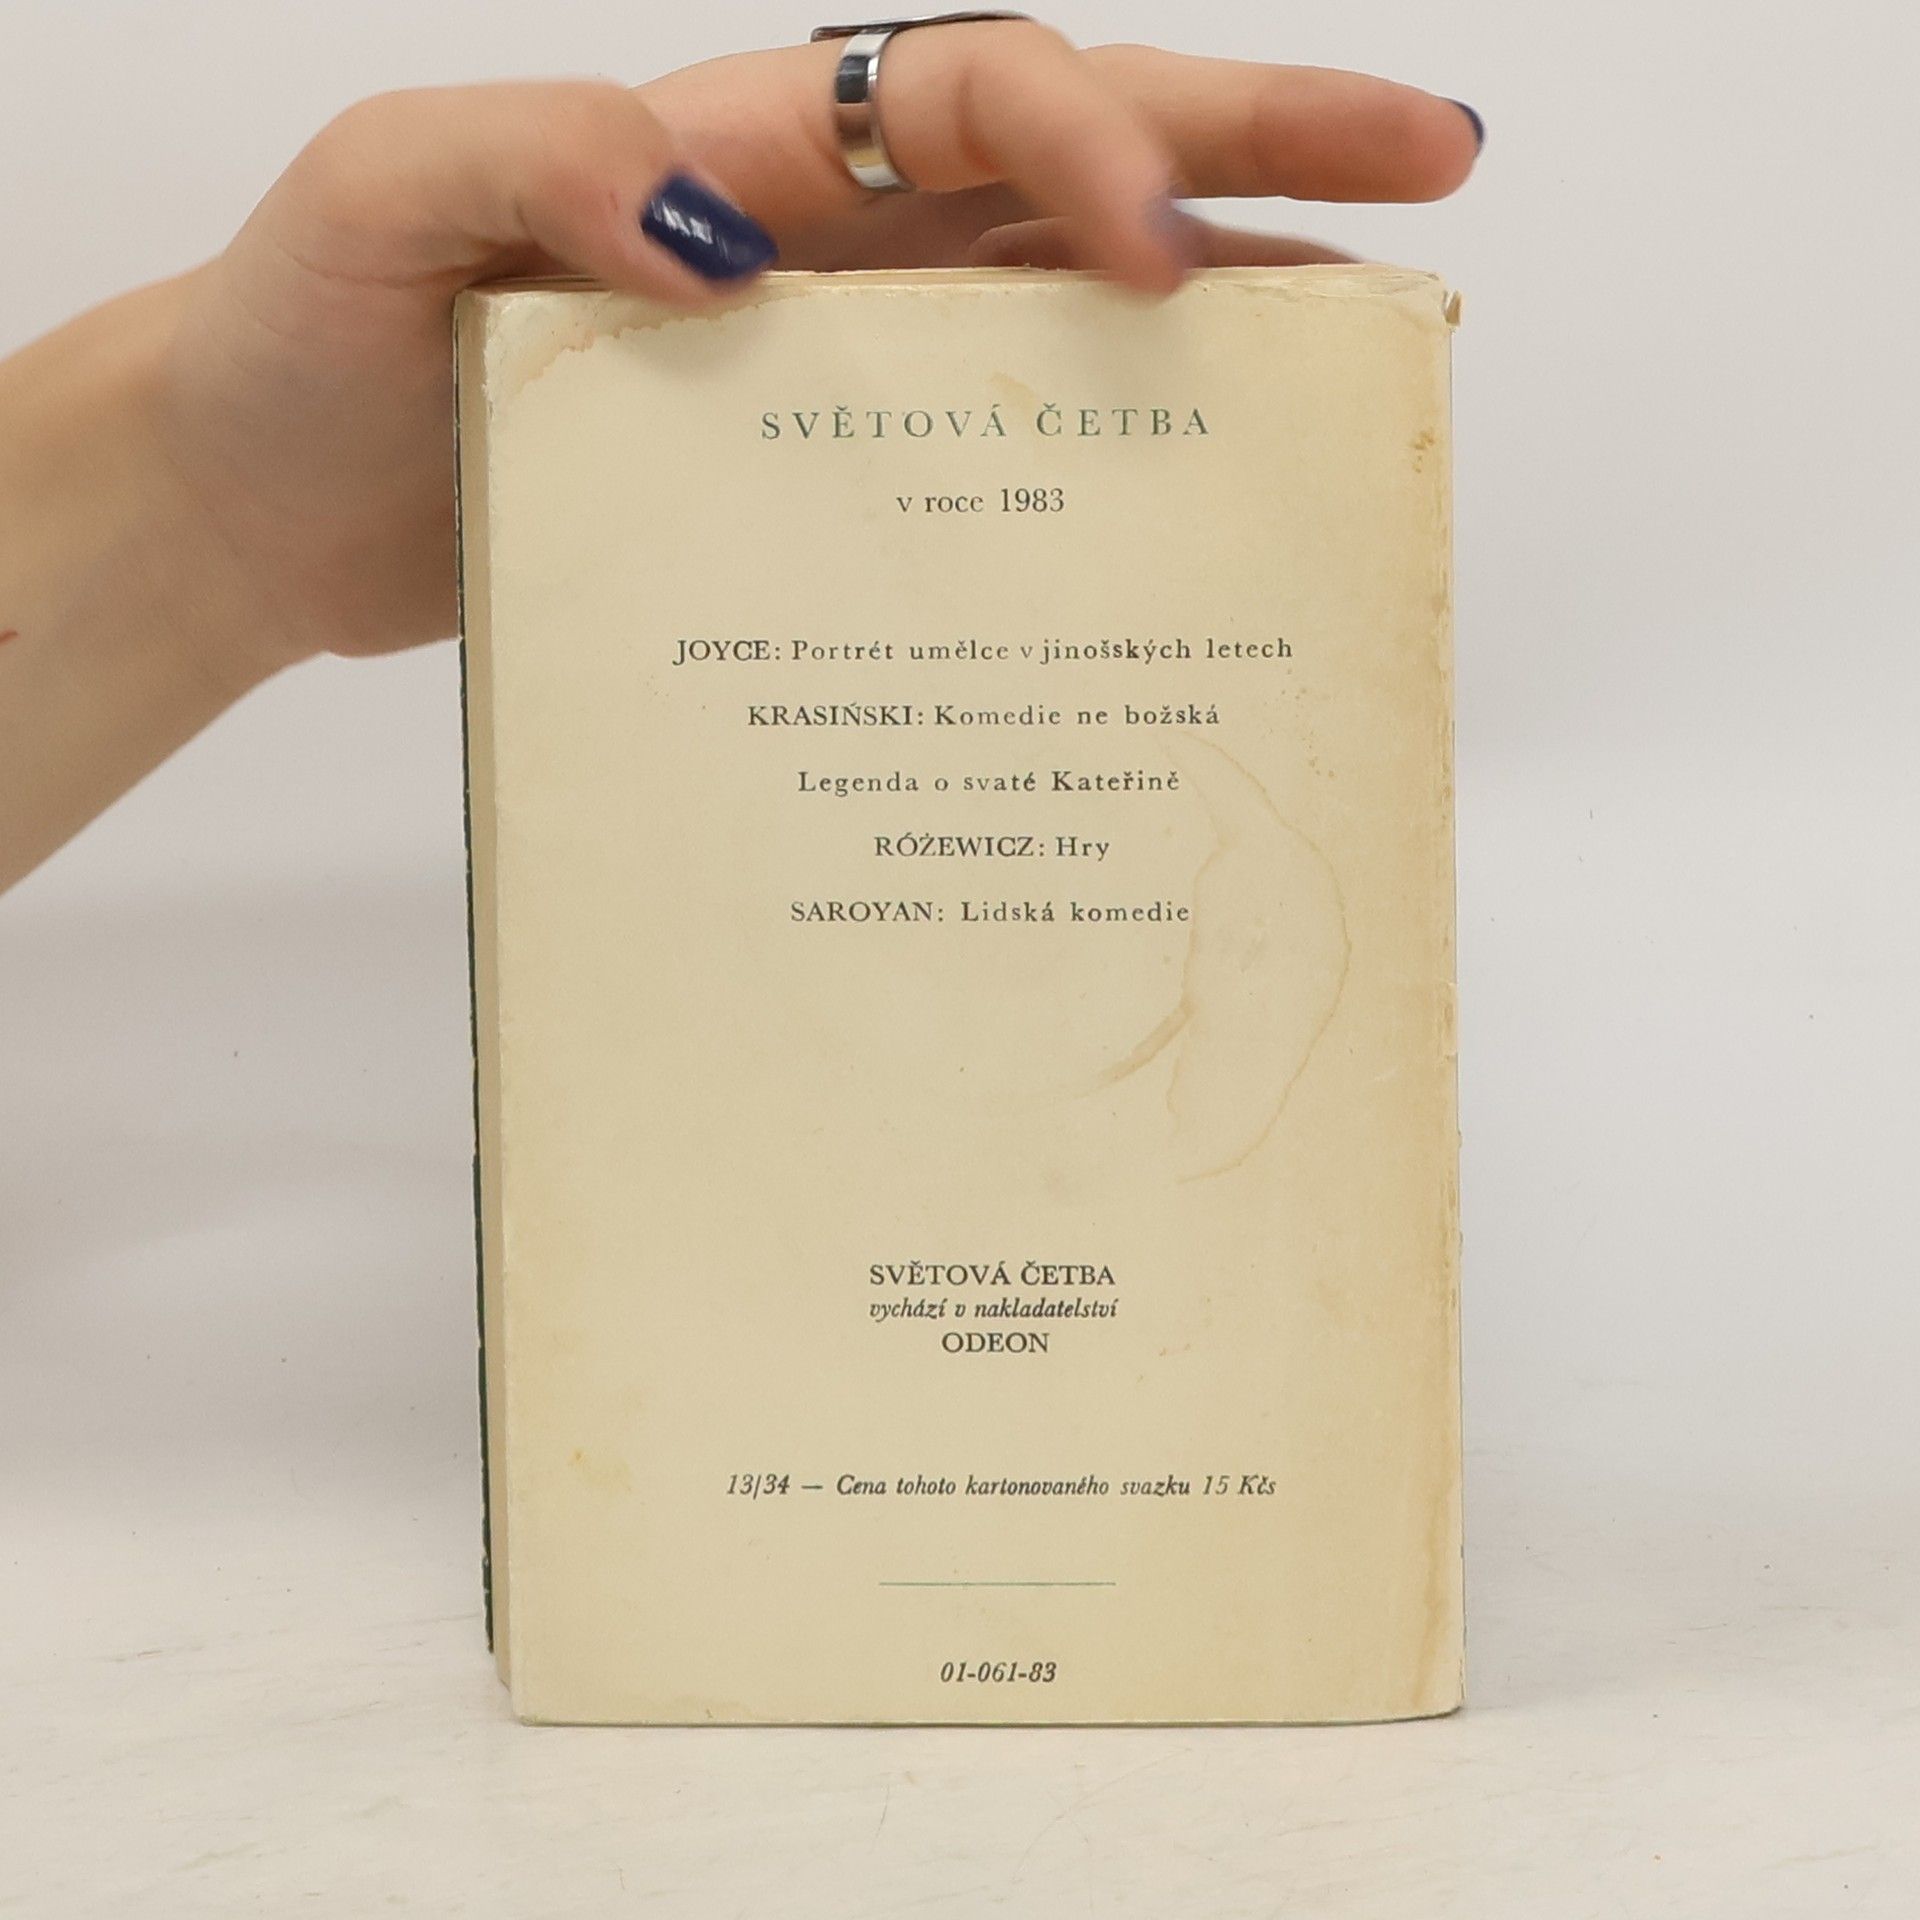 SVĚTOVÁ ČETBA
v roce 1983
JOYCE: Portrét umělce v jinošských letech
KRASIŃSKI: Komedie ne božská
Legenda o svaté Kateřině
RÓŻEWICZ: Hry
SAROYAN: Lidská komedie
SVĚTOVÁ ČETBA
vychází v nakladatelství
ODEON
13/34 — Cena tohoto kartonovaného svazku 15 Kčs
01-061-83